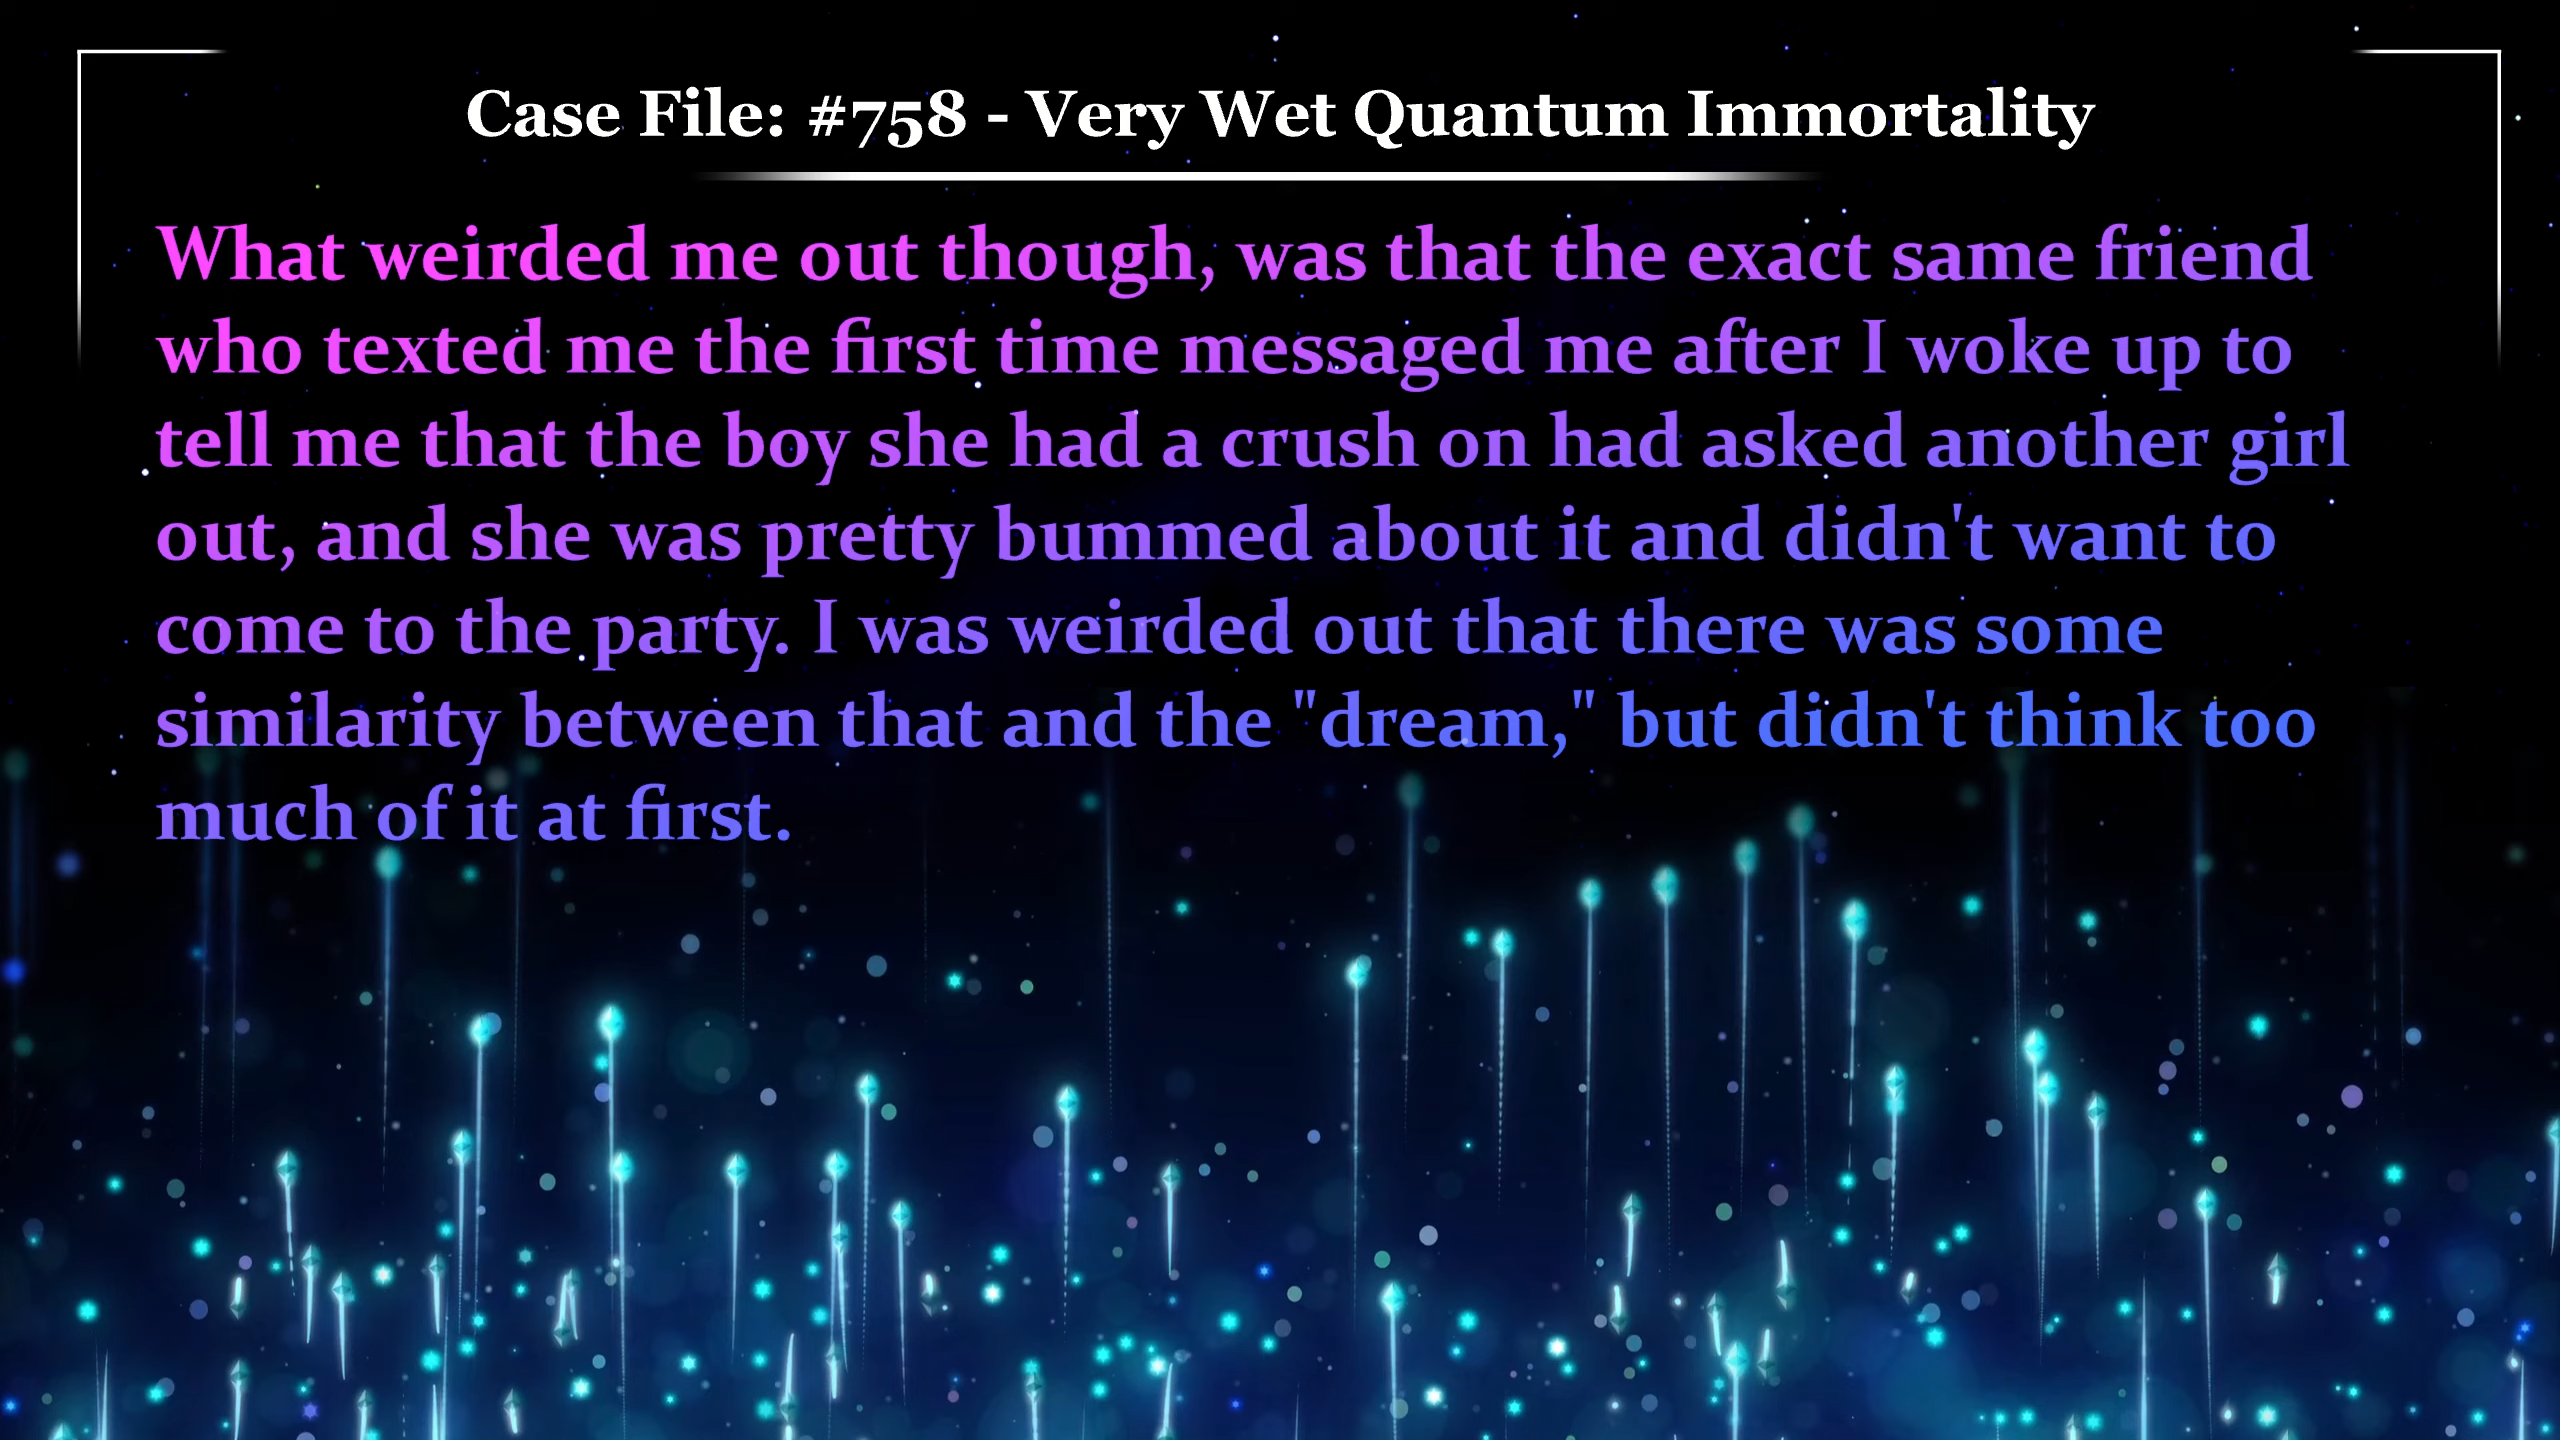 Case File: #758 - Very Wet Quantum Immortality
What weirded me out though, was that the exact same friend
who texted me the first time messaged me after I woke up to
tell me that the boy she had a crush on had asked another girl
out, and she was pretty bummed about it and didn't want to
come to the party. I was weirded out that there was some
similarity between that and the "dream," but didn't think too
much of it at first.